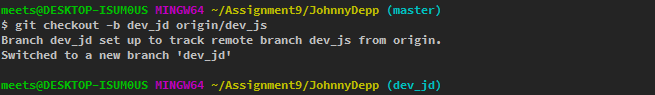 meets@DESKTOP-ISUM0US MINGW64 ~/Assignment9/JohnnyDepp (master)
$ git checkout -b dev_jd origin/dev_js
Branch dev_jd set up to track remote branch dev_js from origin.
Switched to a new branch 'dev_jd'
meets@DESKTOP-ISUM0US MINGW64 ~/Assignment9/JohnnyDepp (dev_jd)